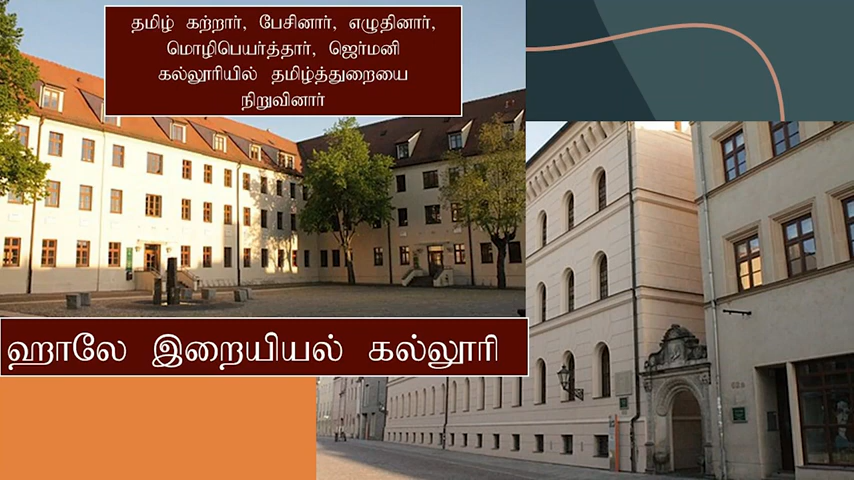 தமிழ் கற்றார், பேசினார், எழுதினார்,
மொழிபெயர்த்தார், ஜெர்மனி
கல்லூரியில் தமிழ்த்துறையை
நிறுவினார்
ஹாலே இறையியல் கல்லூரி